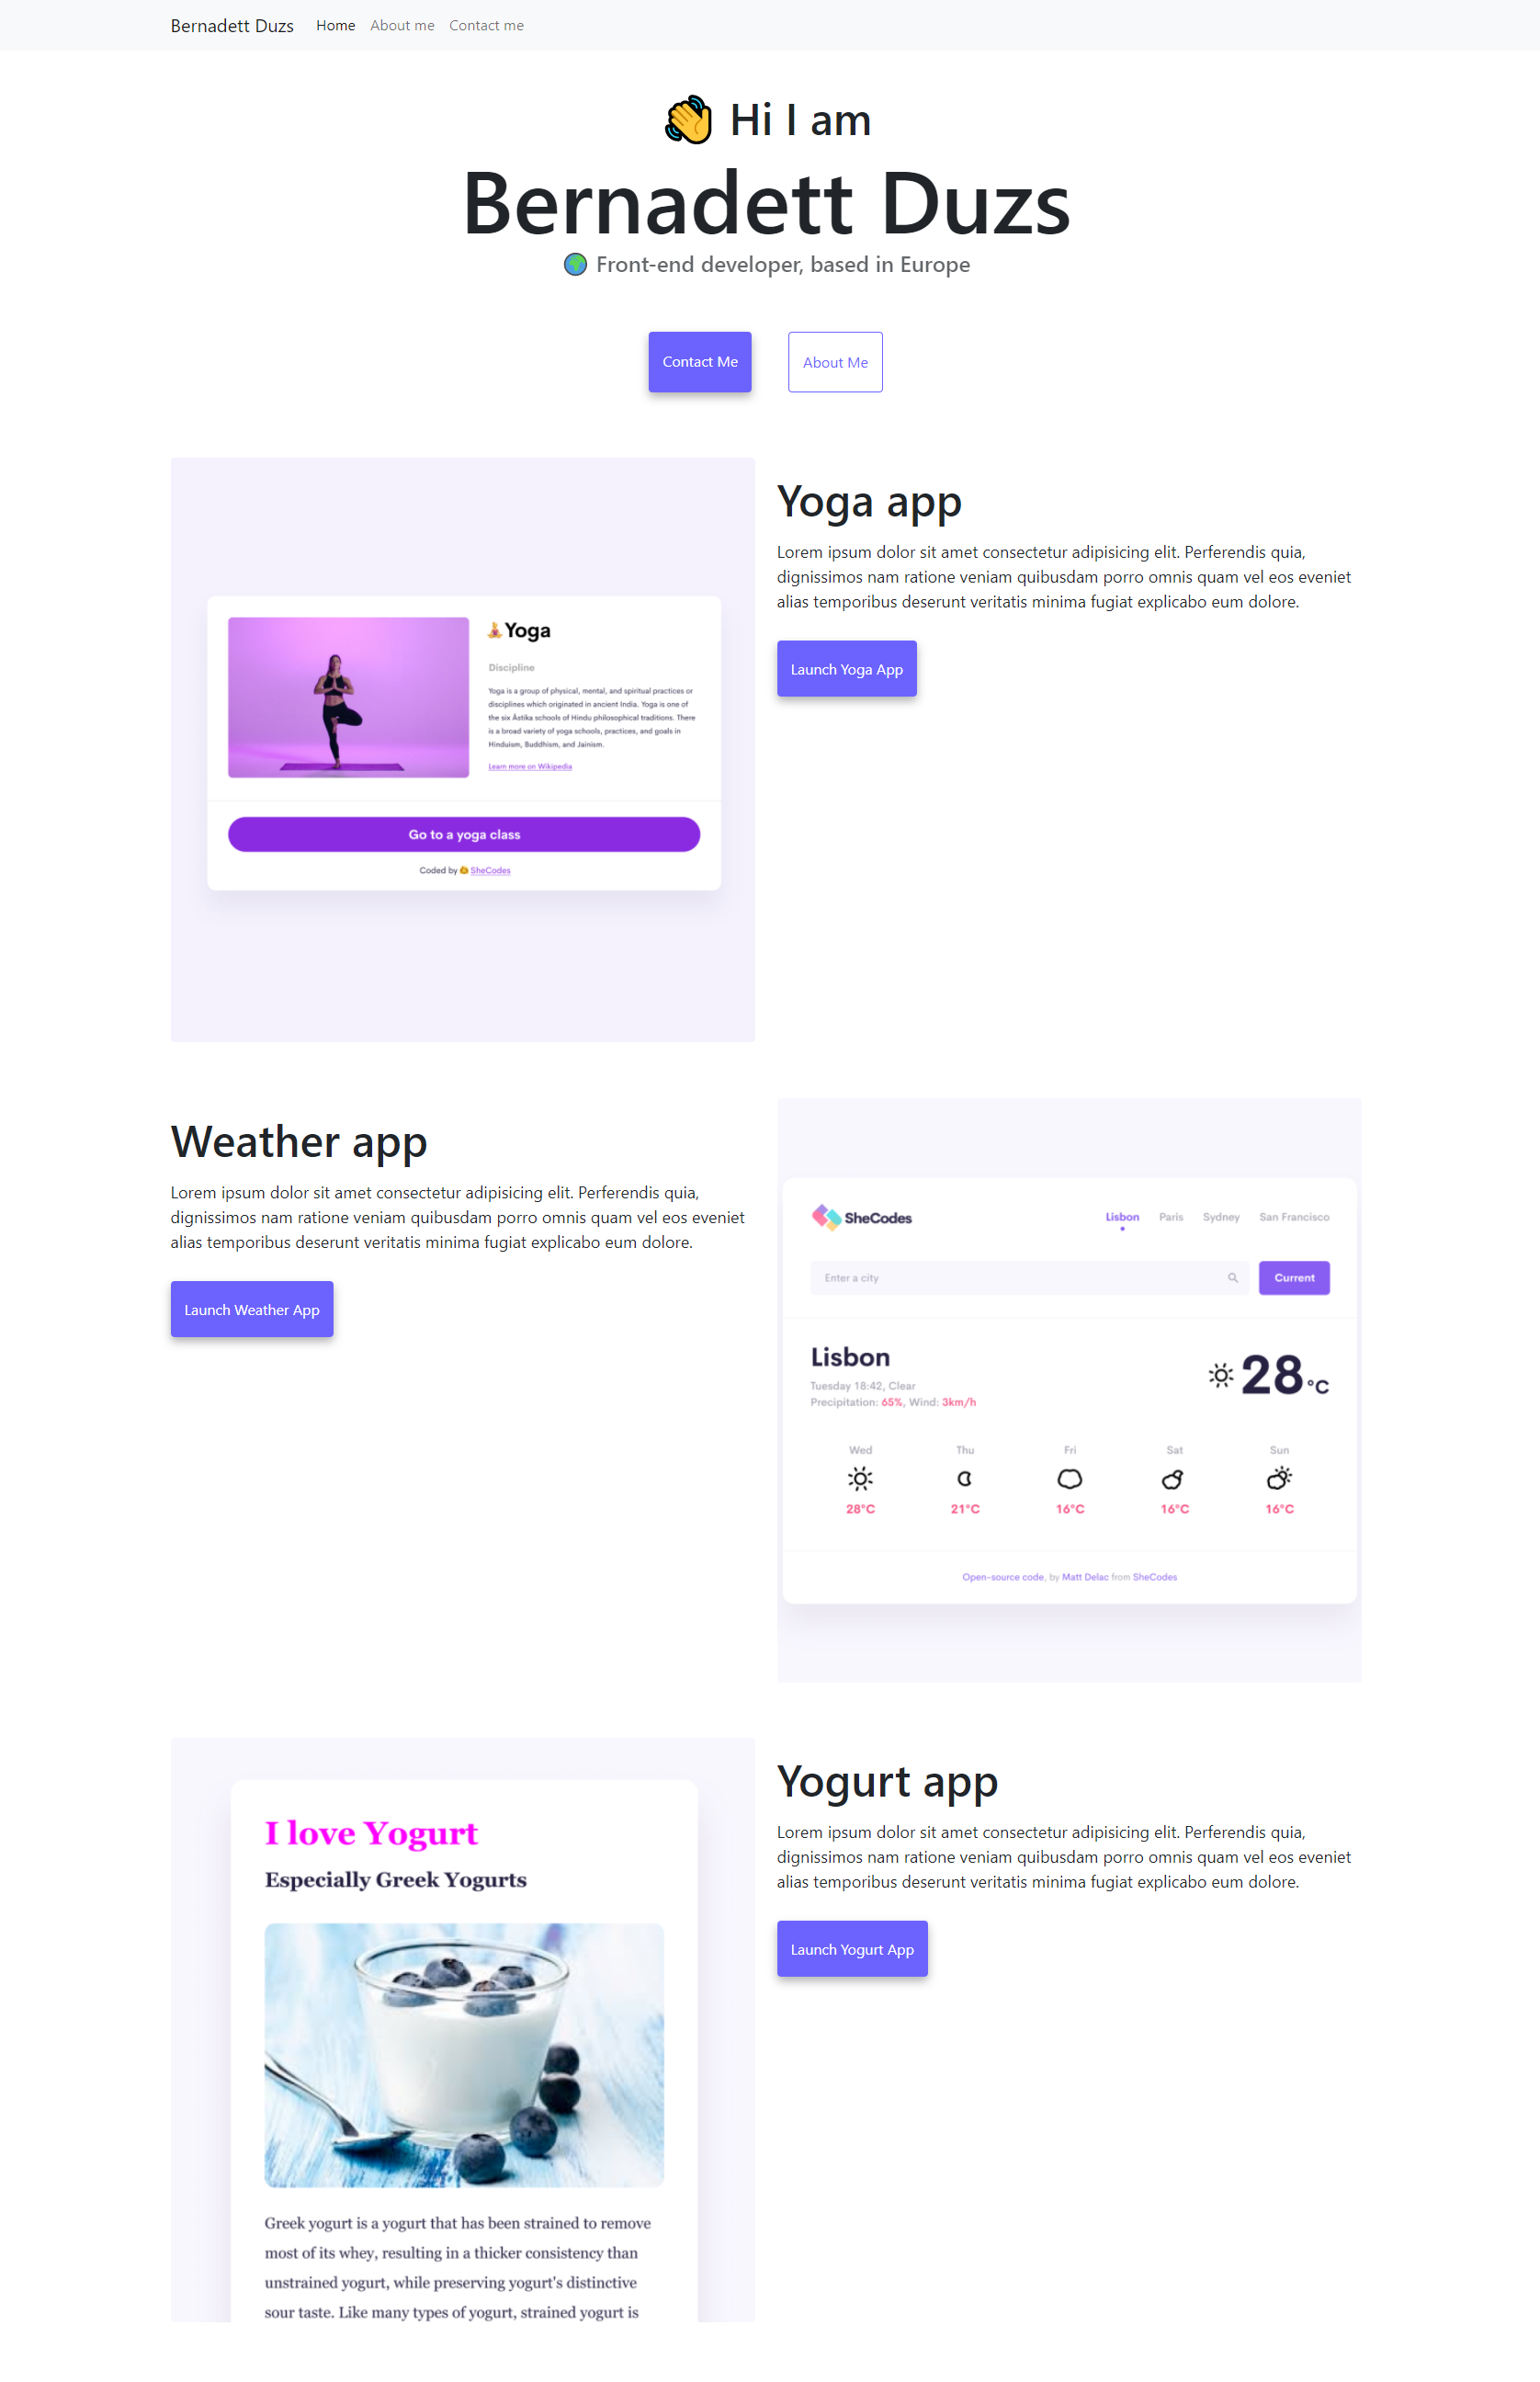 Bernadett Duzs Home About me Contact me
Hi I am
Bernadett Duzs
Front-end developer, based in Europe
Contact Me About Me
Yoga
Discipline
Yoga is a group of physical, mental, and spiritual practices or
disciplines which originated in ancient India. Yoga is one of
the six Āstika schools of Hindu philosophical traditions. There
is a broad variety of yoga schools, practices, and goals in
Hinduism, Buddhism, and Jainism.
Learn more on Wikipedia
Go to a yoga class
Coded by SheCodes
Yoga app
Lorem ipsum dolor sit amet consectetur adipisicing elit. Perferendis quia,
dignissimos nam ratione veniam quibusdam porro omnis quam vel eos eveniet
alias temporibus deserunt veritatis minima fugiat explicabo eum dolore.
Launch Yoga App
Weather app
Lorem ipsum dolor sit amet consectetur adipisicing elit. Perferendis quia,
dignissimos nam ratione veniam quibusdam porro omnis quam vel eos eveniet
alias temporibus deserunt veritatis minima fugiat explicabo eum dolore.
Launch Weather App
SheCodes Lisbon Paris Sydney San Francisco
Enter a city Current
Lisbon
28°C
Tuesday 18:42, Clear
Precipitation: 65%, Wind: 3km/h
Wed Thu Fri Sat Sun
28°C 21°C 16°C 16°C 16°C
Open-source code, by Matt Delac from SheCodes
I love Yogurt
Especially Greek Yogurts
Greek yogurt is a yogurt that has been strained to remove
most of its whey, resulting in a thicker consistency than
unstrained yogurt, while preserving yogurt's distinctive
sour taste. Like many types of yogurt, strained yogurt is
Yogurt app
Lorem ipsum dolor sit amet consectetur adipisicing elit. Perferendis quia,
dignissimos nam ratione veniam quibusdam porro omnis quam vel eos eveniet
alias temporibus deserunt veritatis minima fugiat explicabo eum dolore.
Launch Yogurt App